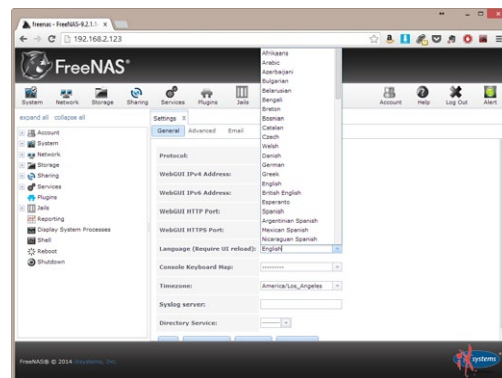 freenas - FreeNAS-9.2.1.1-
192.168.2.123
FreeNAS®
System Network Storage Sharing Services Plugins Jails Account Help Log Out Alert
expand all collapse all
Account
System
Network
Storage
Sharing
Services
Plugins
Jails
Reporting
Display System Processes
Shell
Reboot
Shutdown
Settings X
General Advanced Email
Protocol:
WebGUI IPv4 Address:
WebGUI IPv6 Address:
WebGUI HTTP Port:
WebGUI HTTPS Port:
Language (Require UI reload): English
Console Keyboard Map: ---------
Timezone: America/Los_Angeles
Syslog server:
Directory Service: --------
Afrikaans
Arabic
Azerbaijani
Bulgarian
Belarusian
Bengali
Breton
Bosnian
Catalan
Czech
Welsh
Danish
German
Greek
English
British English
Esperanto
Spanish
Argentinian Spanish
Mexican Spanish
Nicaraguan Spanish
FreeNAS® © 2014 iXsystems, Inc.
systems